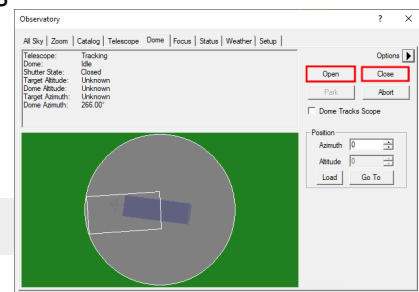 Observatory ? ×
All Sky Zoom Catalog Telescope Dome Focus Status Weather Setup
Telescope: Tracking
Dome: Idle
Shutter State: Closed
Target Altitude: Unknown
Dome Altitude: Unknown
Target Azimuth: Unknown
Dome Azimuth: 266.00°
Options
Open Close
Park Abort
Dome Tracks Scope
Position
Azimuth 0
Altitude 0
Load Go To